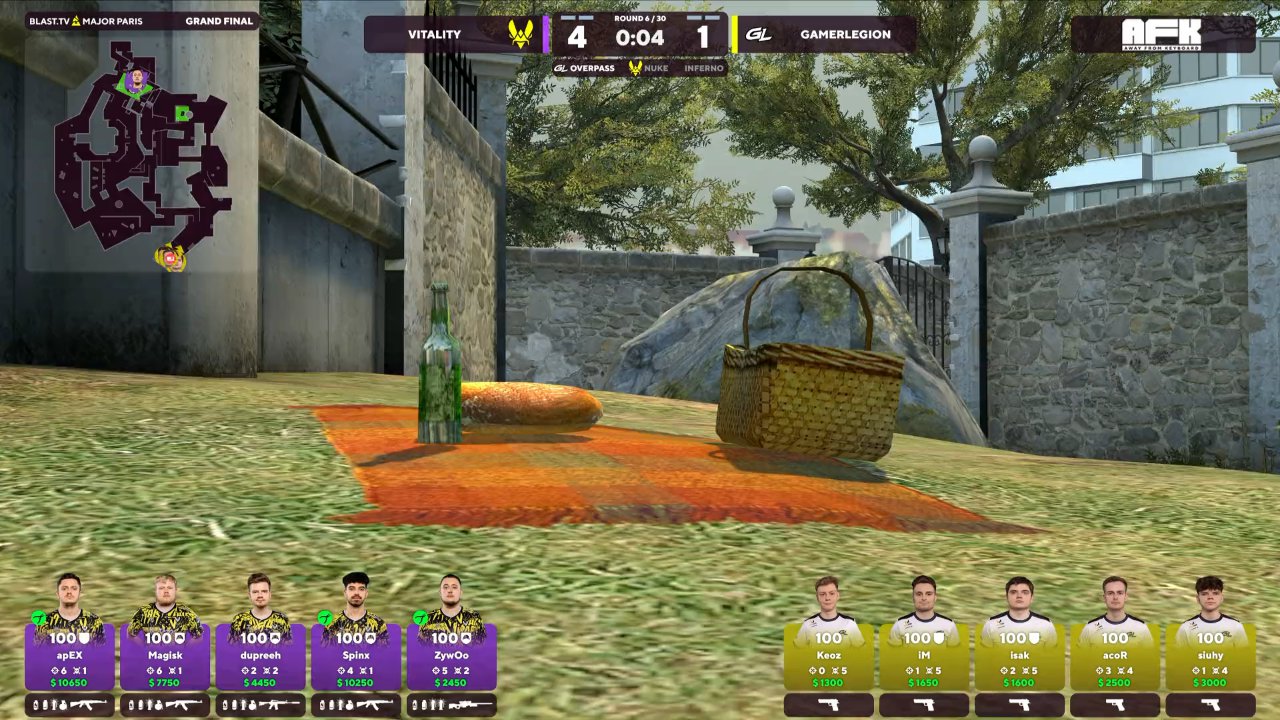 BLAST.TV MAJOR PARIS
GRAND FINAL
VITALITY
4
ROUND 6 / 30
0:04
1
GL
GAMERLEGION
GL OVERPASS
NUKE
INFERNO
AFK
AWAY FROM KEYBOARD
100
apEX
6 1
$10650
100
Magisk
6 1
$7750
100
dupreeh
2 2
$4450
100
Spinx
4 1
$10250
100
ZywOo
5 2
$2450
100
Keoz
0 5
$1300
100
iM
1 5
$1650
100
isak
2 5
$1600
100
acoR
3 4
$2500
100
siuhy
1 4
$3000